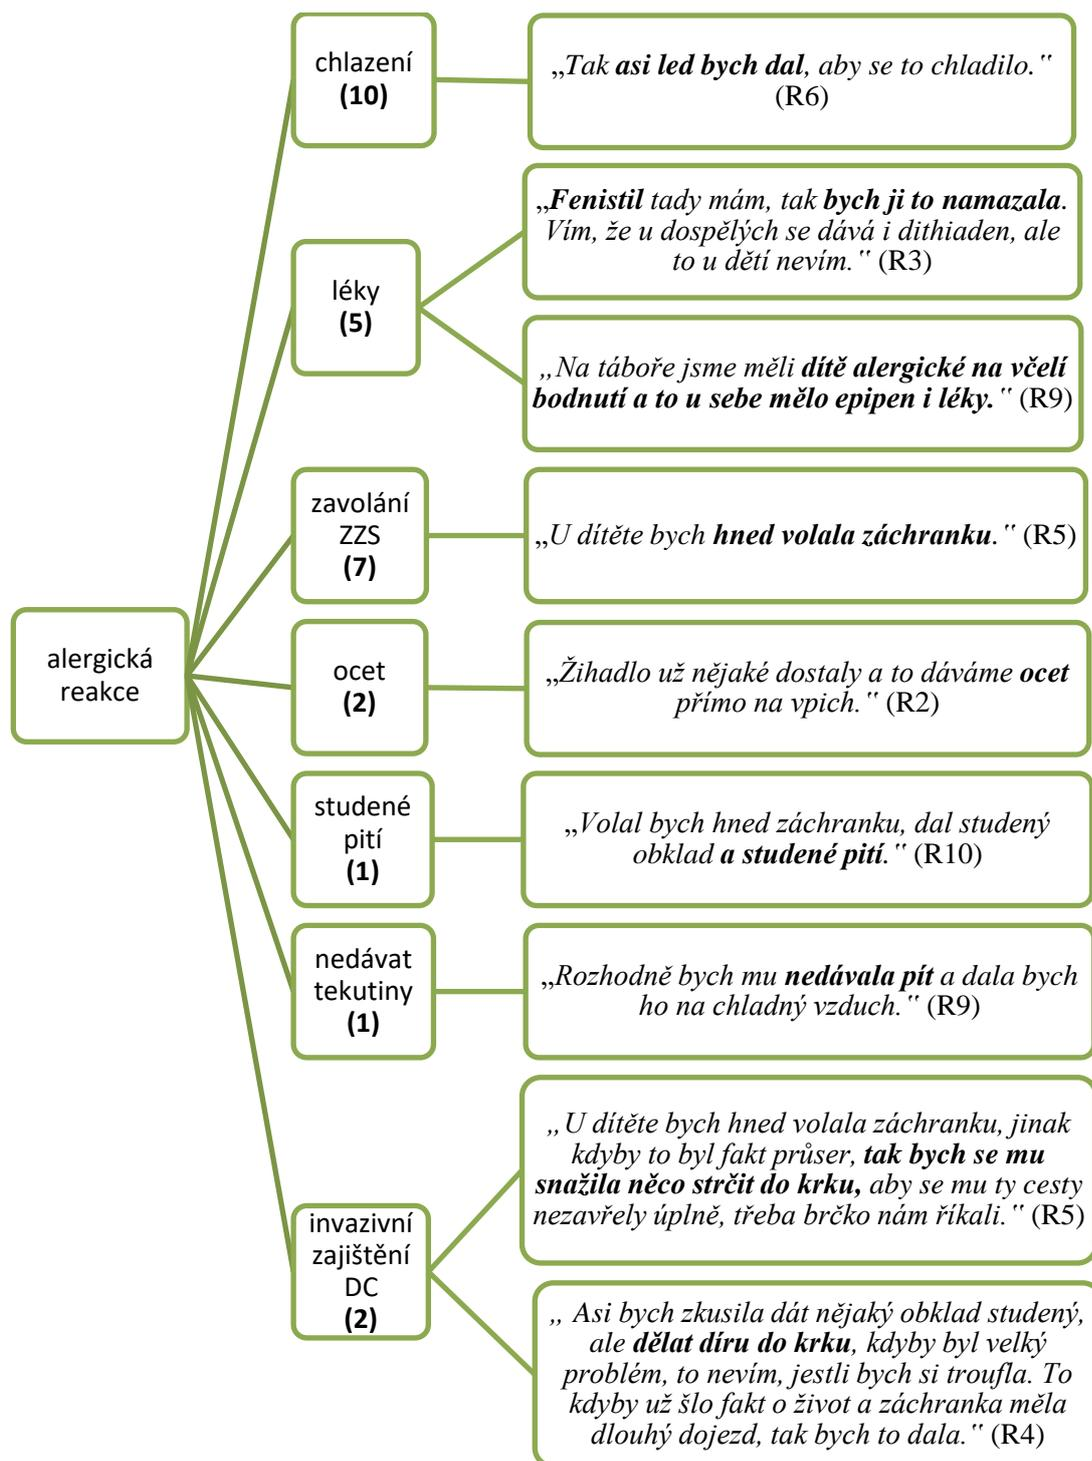 chlazení
(10)
„Tak asi led bych dal, aby se to chladilo.“
(R6)
léky
(5)
„Fenistil tady mám, tak bych ji to namazala.
Vím, že u dospělých se dává i dithiaden, ale
to u dětí nevím.“ (R3)
„Na táboře jsme měli dítě alergické na včelí
bodnutí a to u sebe mělo epipen i léky.“ (R9)
zavolání
ZZS
(7)
„U dítěte bych hned volala záchranku.“ (R5)
alergická
reakce
ocet
(2)
„Žihadlo už nějaké dostaly a to dáváme ocet
přímo na vpich.“ (R2)
studené
pití
(1)
„Volal bych hned záchranku, dal studený
obklad a studené pití.“ (R10)
nedávat
tekutiny
(1)
„Rozhodně bych mu nedávala pít a dala bych
ho na chladný vzduch.“ (R9)
invazivní
zajištění
DC
(2)
„U dítěte bych hned volala záchranku, jinak
kdyby to byl fakt průser, tak bych se mu
snažila něco strčit do krku, aby se mu ty cesty
nezavřely úplně, třeba brčko nám říkali.“ (R5)
„ Asi bych zkusila dát nějaký obklad studený,
ale dělat díru do krku, kdyby byl velký
problém, to nevím, jestli bych si troufla. To
kdyby už šlo fakt o život a záchranka měla
dlouhý dojezd, tak bych to dala.“ (R4)